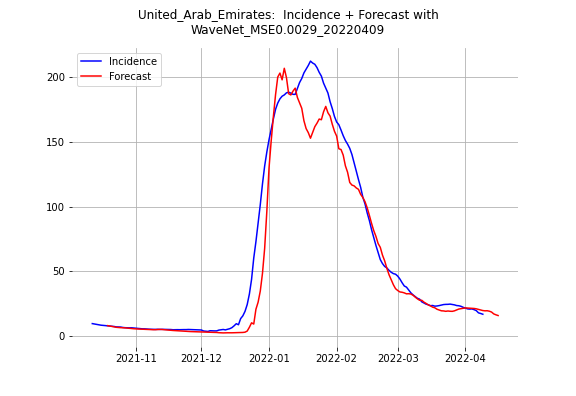 United_Arab_Emirates:  Incidence + Forecast with
WaveNet_MSE0.0029_20220409
Incidence
Forecast
200
150
100
50
0
2021-11
2021-12
2022-01
2022-02
2022-03
2022-04